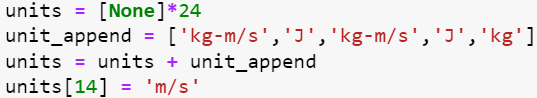 units = [None]*24
unit_append = ['kg-m/s','J','kg-m/s','J','kg']
units = units + unit_append
units[14] = 'm/s'